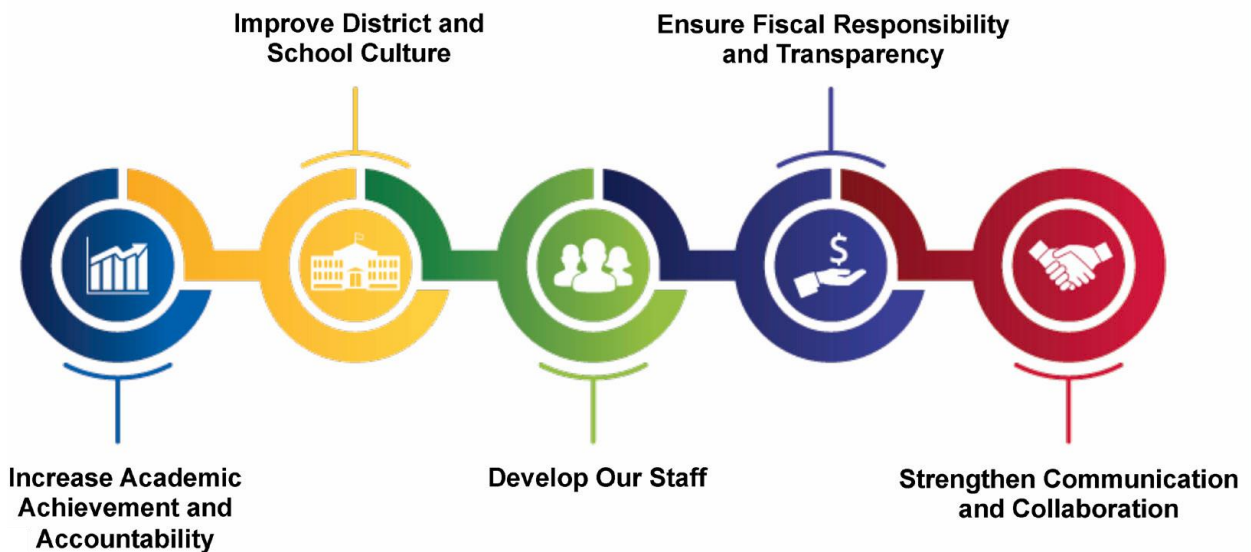 Improve District and
School Culture
Ensure Fiscal Responsibility
and Transparency
$
Increase Academic
Achievement and
Accountability
Develop Our Staff
Strengthen Communication
and Collaboration